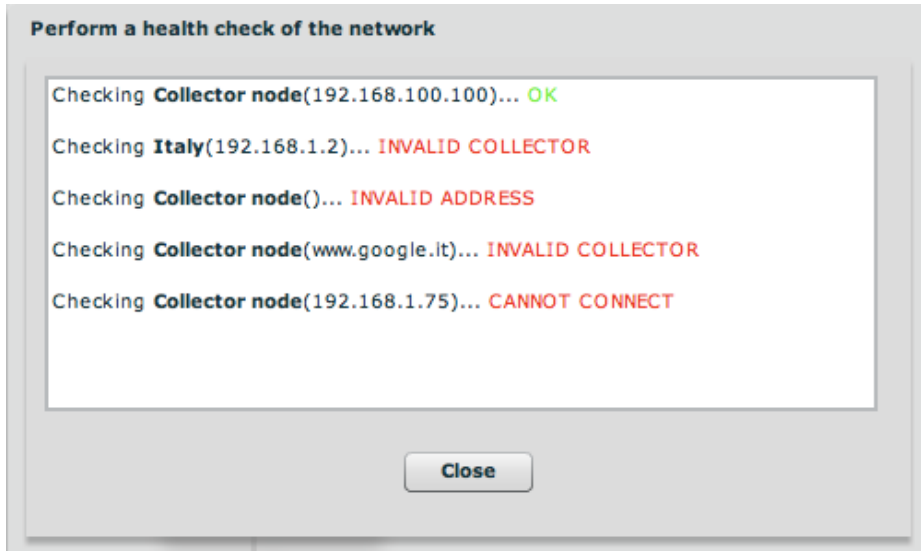 Perform a health check of the network
Checking Collector node(192.168.100.100)... OK
Checking Italy(192.168.1.2)... INVALID COLLECTOR
Checking Collector node()... INVALID ADDRESS
Checking Collector node(www.google.it)... INVALID COLLECTOR
Checking Collector node(192.168.1.75)... CANNOT CONNECT
Close